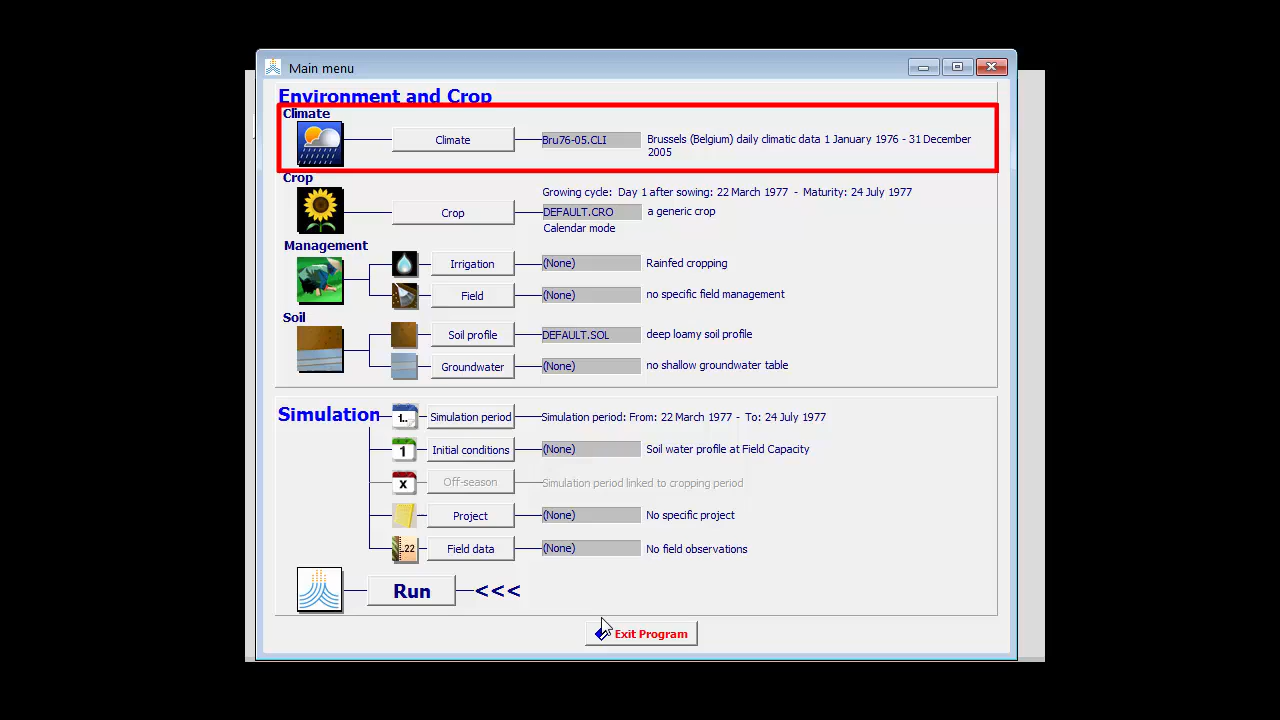 Main menu
Environment and Crop
Climate
Climate Bru76-05.CLI Brussels (Belgium) daily climatic data 1 January 1976 - 31 December
2005
Crop
Growing cycle: Day 1 after sowing: 22 March 1977 - Maturity: 24 July 1977
Crop DEFAULT.CRO a generic crop
Calendar mode
Management
Irrigation (None) Rainfed cropping
Field (None) no specific field management
Soil
Soil profile DEFAULT.SOL deep loamy soil profile
Groundwater (None) no shallow groundwater table
Simulation 1.. Simulation period Simulation period: From: 22 March 1977 - To: 24 July 1977
1 Initial conditions (None) Soil water profile at Field Capacity
x Off-season Simulation period linked to cropping period
Project (None) No specific project
..22 Field data (None) No field observations
Run <<<
Exit Program